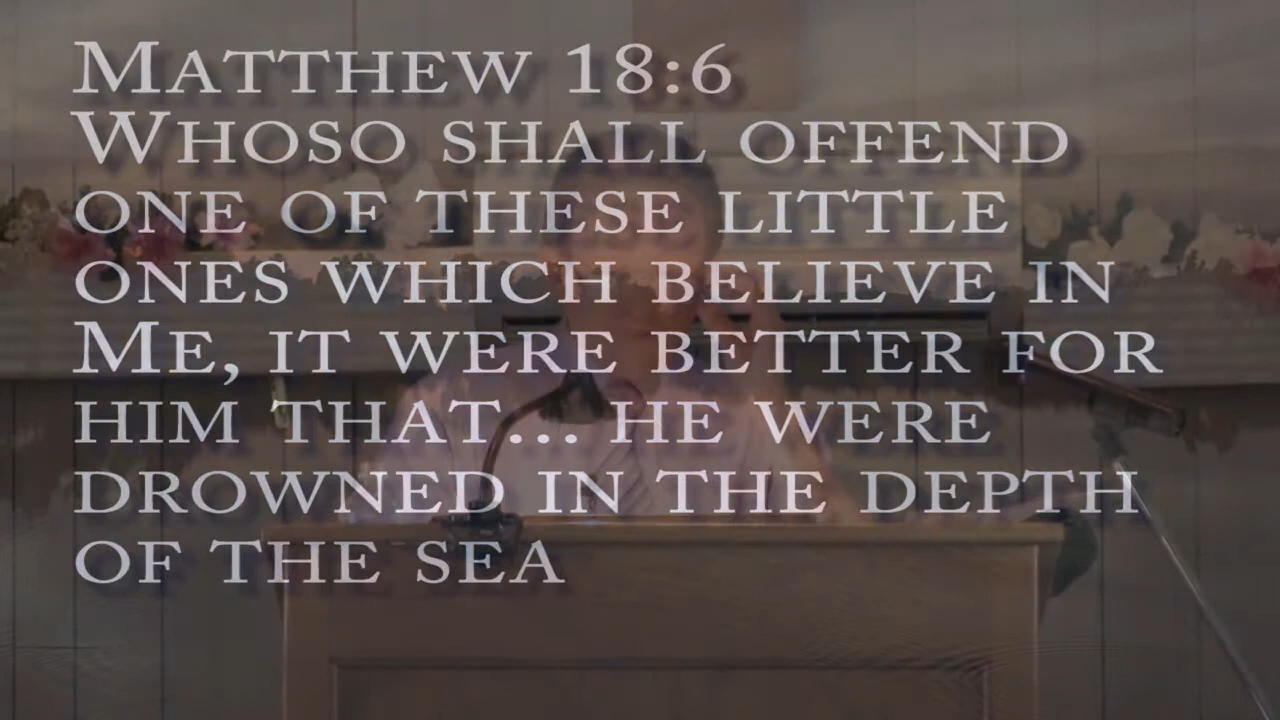 Matthew 18:6
Whoso shall offend
one of these little
ones which believe in
Me, it were better for
him that... he were
drowned in the depth
of the sea